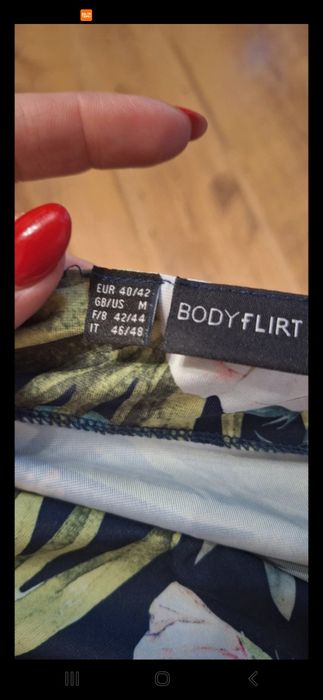 EUR 40/42
GB/US M
F/B 42/44
IT 46/48
BODYfLIRT